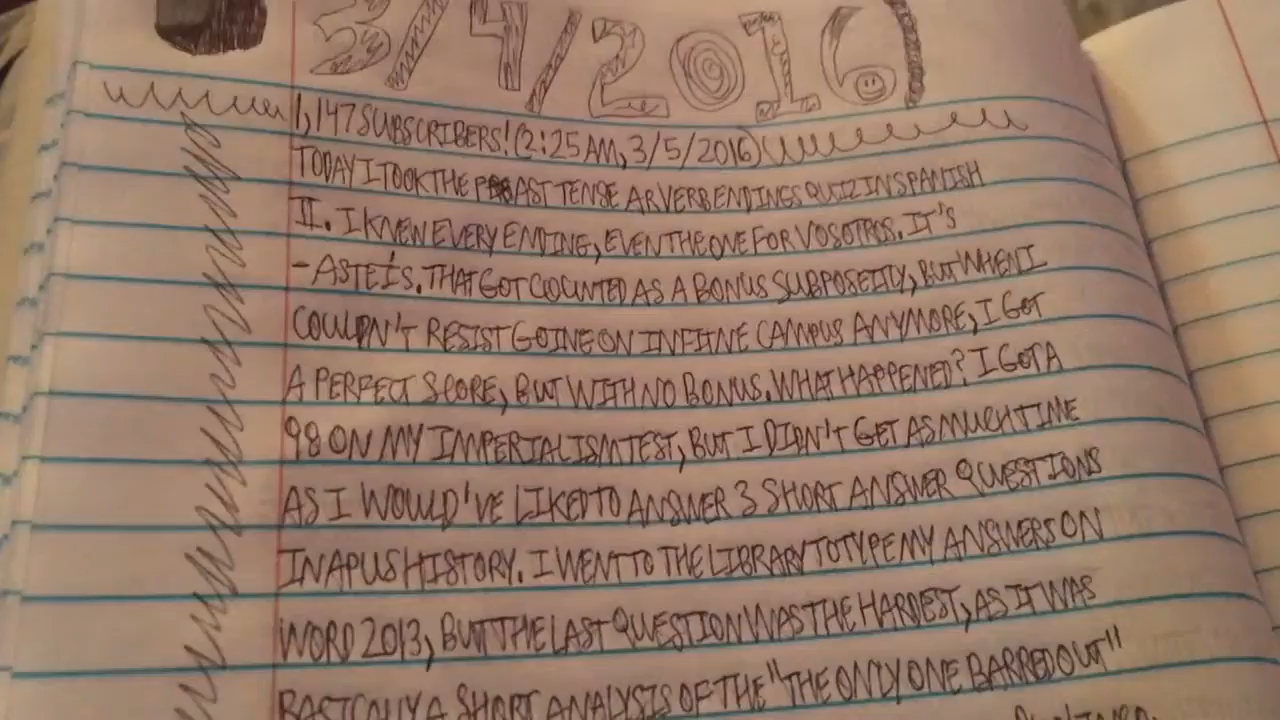 3/4/2016)
1,147 SUBSCRIBERS! (2:25 AM, 3/5/2016)
TODAY I TOOK THE PAST TENSE AR VERB ENDINGS QUIZ IN SPANISH
II. I KNEW EVERY ENDING, EVEN THE ONE FOR VOSOTROS. IT'S
-ASTEÍS. THAT GOT COUNTED AS A BONUS SUPPOSEDLY, BUT WHEN I
COULDN'T RESIST GOING ON INFINITE CAMPUS ANYMORE, I GOT
A PERFECT SCORE, BUT WITH NO BONUS. WHAT HAPPENED? I GOT A
98 ON MY IMPERIALISM TEST, BUT I DIDN'T GET AS MUCH TIME
AS I WOULD'VE LIKED TO ANSWER 3 SHORT ANSWER QUESTIONS
IN APUSHISTORY. I WENT TO THE LIBRARY TO TYPE MY ANSWERS ON
WORD 2013, BUT THE LAST QUESTION WAS THE HARDEST, AS IT WAS
BASICALLY A SHORT ANALYSIS OF THE "THE ONLY ONE BARRED OUT"